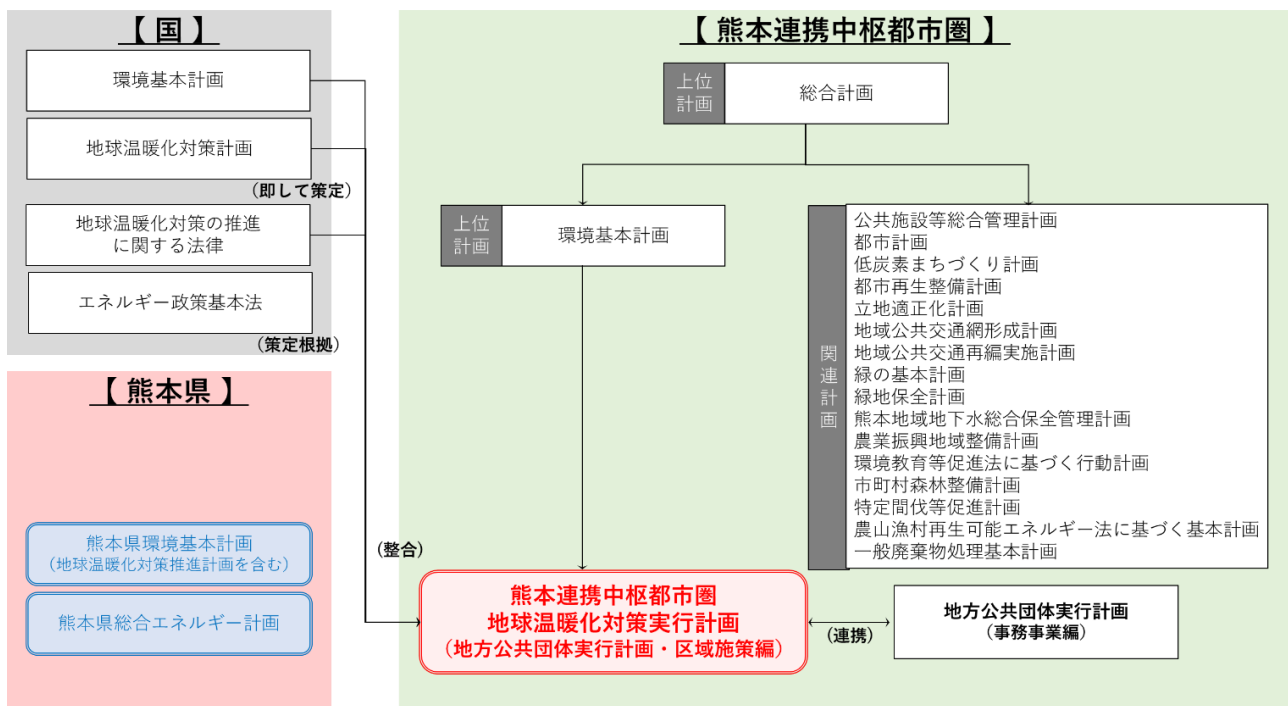 【 国 】
環境基本計画
地球温暖化対策計画
（即して策定）
地球温暖化対策の推進
に関する法律
エネルギー政策基本法
（策定根拠）
【 熊本県 】
熊本県環境基本計画
（地球温暖化対策推進計画を含む）
熊本県総合エネルギー計画
（整合）
【 熊本連携中枢都市圏 】
上位
計画
総合計画
上位
計画
環境基本計画
関連計画
公共施設等総合管理計画
都市計画
低炭素まちづくり計画
都市再生整備計画
立地適正化計画
地域公共交通網形成計画
地域公共交通再編実施計画
緑の基本計画
緑地保全計画
熊本地域地下水総合保全管理計画
農業振興地域整備計画
環境教育等促進法に基づく行動計画
市町村森林整備計画
特定間伐等促進計画
農山漁村再生可能エネルギー法に基づく基本計画
一般廃棄物処理基本計画
熊本連携中枢都市圏
地球温暖化対策実行計画
（地方公共団体実行計画・区域施策編）
（連携）
地方公共団体実行計画
（事務事業編）